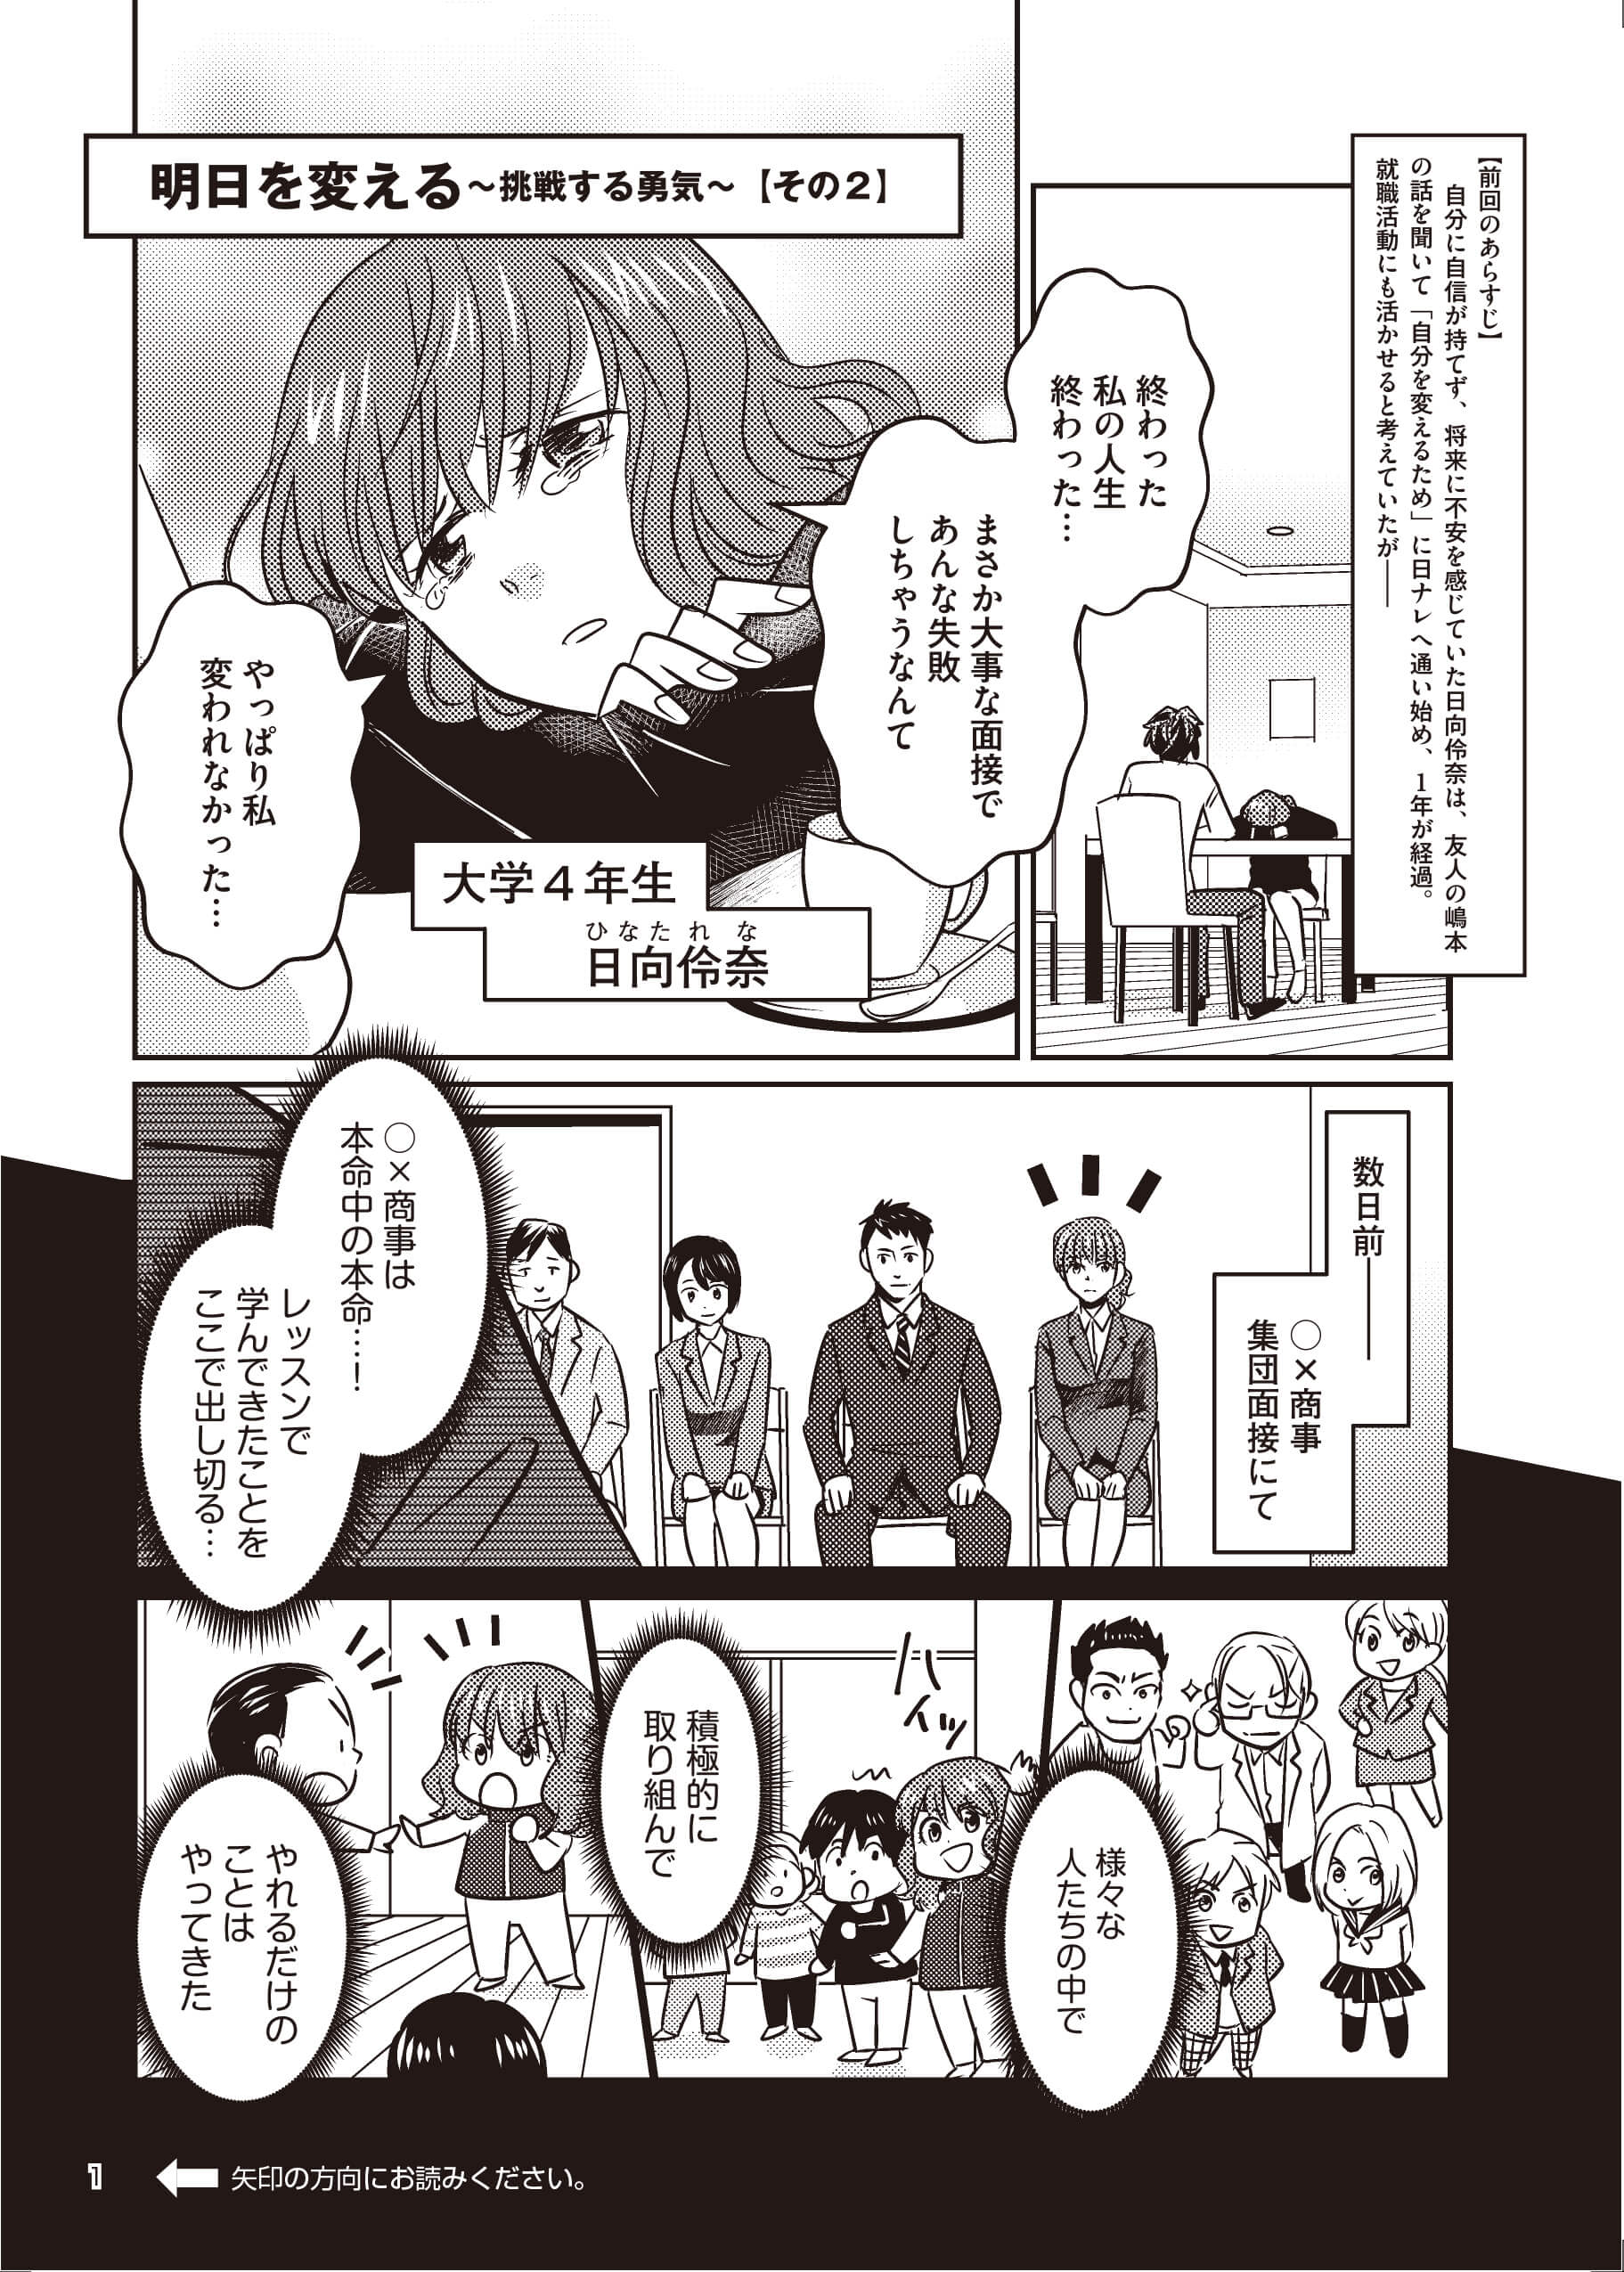 【前回のあらすじ】
自分に自信が持てず、将来に不安を感じていた日向伶奈は、友人の嶋本
の話を聞いて「自分を変えるため」に日ナレへ通い始め、1年が経過。
就職活動にも活かせると考えていたが――
明日を変える～挑戦する勇気～【その2】
終わった
私の人生
終わった…
まさか大事な面接で
あんな失敗
しちゃうなんて
やっぱり私
変われなかった…
大学4年生
ひなたれな
日向伶奈
数日前――
○×商事
集団面接にて
○×商事は
本命中の本命…!
レッスンで
学んできたことを
ここで出し切る…
様々な
人たちの中で
ハイッ
積極的に
取り組んで
やれるだけの
ことは
やってきた
1
矢印の方向にお読みください。